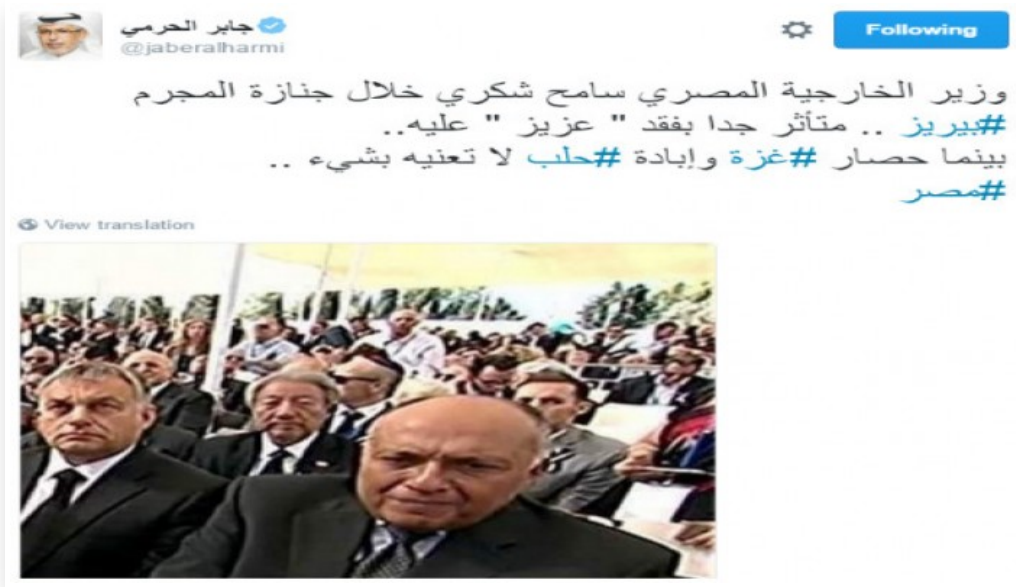 جابر الحرمي
@jaberalharmi
Following
وزير الخارجية المصري سامح شكري خلال جنازة المجرم
#بيريز .. متأثر جدا بفقد " عزيز " عليه..
بينما حصار #غزة وإبادة #حلب لا تعنيه بشيء ..
#مصر
View translation